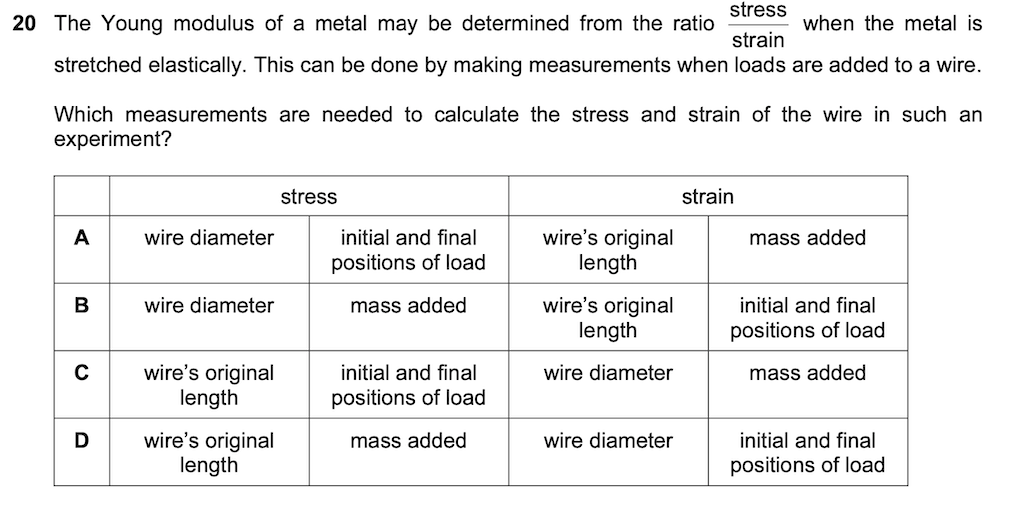 20 The Young modulus of a metal may be determined from the ratio stress/strain when the metal is
stretched elastically. This can be done by making measurements when loads are added to a wire.
Which measurements are needed to calculate the stress and strain of the wire in such an
experiment?
stress strain
A wire diameter initial and final positions of load wire's original length mass added
B wire diameter mass added wire's original length initial and final positions of load
C wire's original length initial and final positions of load wire diameter mass added
D wire's original length mass added wire diameter initial and final positions of load